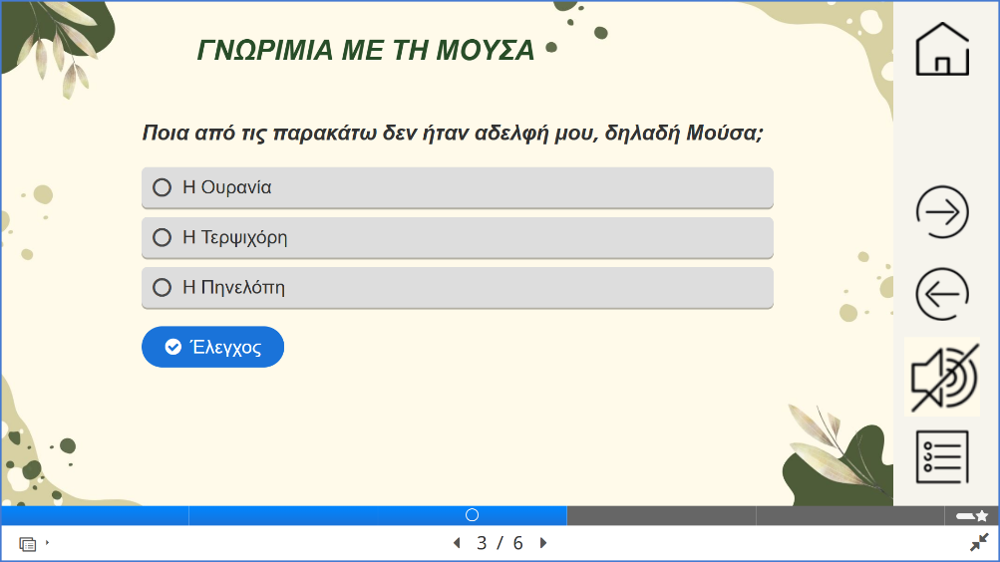 ΓΝΩΡΙΜΙΑ ΜΕ ΤΗ ΜΟΥΣΑ
Ποια από τις παρακάτω δεν ήταν αδελφή μου, δηλαδή Μούσα;
Η Ουρανία
Η Τερψιχόρη
Η Πηνελόπη
Έλεγχος
3 / 6